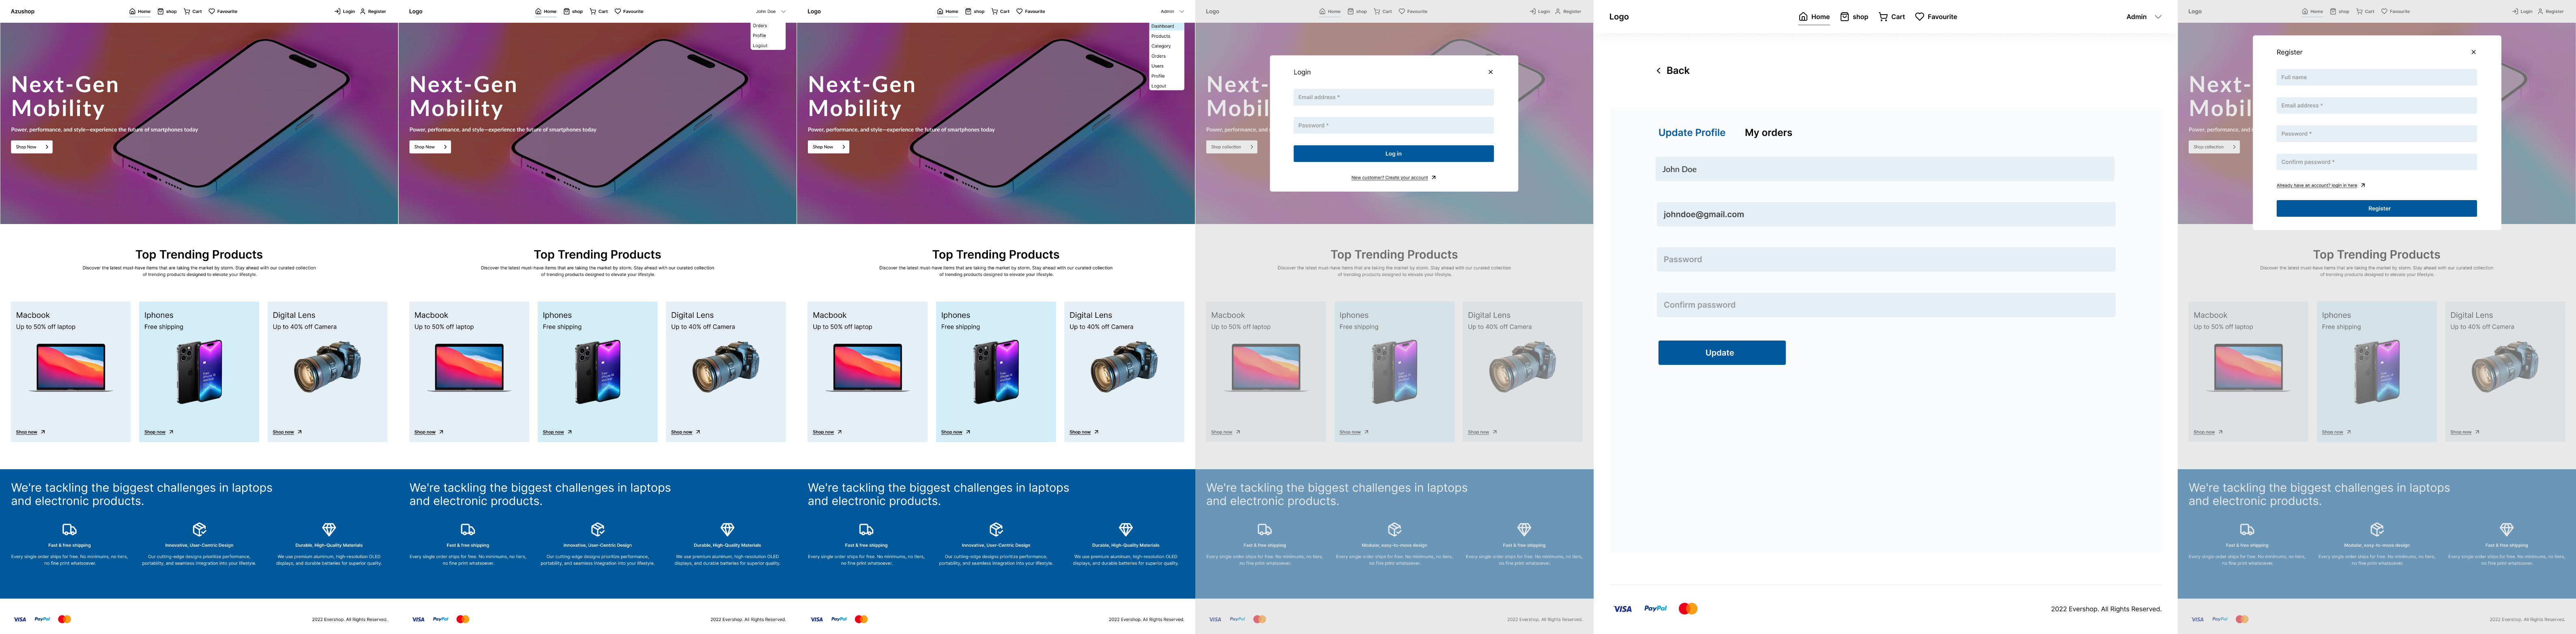 Azushop
Home shop Cart Favourite
Login Register
Next-Gen
Mobility
Power, performance, and style—experience the future of smartphones today
Shop Now
Top Trending Products
Discover the latest must-have items that are taking the market by storm. Stay ahead with our curated collection
of trending products designed to elevate your lifestyle.
Macbook
Up to 50% off laptop
Shop now
Iphones
Free shipping
Shop now
Digital Lens
Up to 40% off Camera
Shop now
We're tackling the biggest challenges in laptops
and electronic products.
Fast & free shipping
Every single order ships for free. No minimums, no tiers,
no fine print whatsoever.
Innovative, User-Centric Design
Our cutting-edge designs prioritize performance,
portability, and seamless integration into your lifestyle.
Durable, High-Quality Materials
We use premium aluminum, high-resolution OLED
displays, and durable batteries for superior quality.
VISA PayPal
2022 Evershop. All Rights Reserved.
Logo
Home shop Cart Favourite
John Doe
Orders
Profile
Logout
Next-Gen
Mobility
Power, performance, and style—experience the future of smartphones today
Shop Now
Top Trending Products
Discover the latest must-have items that are taking the market by storm. Stay ahead with our curated collection
of trending products designed to elevate your lifestyle.
Macbook
Up to 50% off laptop
Shop now
Iphones
Free shipping
Shop now
Digital Lens
Up to 40% off Camera
Shop now
We're tackling the biggest challenges in laptops
and electronic products.
Fast & free shipping
Every single order ships for free. No minimums, no tiers,
no fine print whatsoever.
Innovative, User-Centric Design
Our cutting-edge designs prioritize performance,
portability, and seamless integration into your lifestyle.
Durable, High-Quality Materials
We use premium aluminum, high-resolution OLED
displays, and durable batteries for superior quality.
VISA PayPal
2022 Evershop. All Rights Reserved.
Logo
Home shop Cart Favourite
Admin
Dashboard
Products
Category
Orders
Users
Profile
Logout
Next-Gen
Mobility
Power, performance, and style—experience the future of smartphones today
Shop Now
Top Trending Products
Discover the latest must-have items that are taking the market by storm. Stay ahead with our curated collection
of trending products designed to elevate your lifestyle.
Macbook
Up to 50% off laptop
Shop now
Iphones
Free shipping
Shop now
Digital Lens
Up to 40% off Camera
Shop now
We're tackling the biggest challenges in laptops
and electronic products.
Fast & free shipping
Every single order ships for free. No minimums, no tiers,
no fine print whatsoever.
Innovative, User-Centric Design
Our cutting-edge designs prioritize performance,
portability, and seamless integration into your lifestyle.
Durable, High-Quality Materials
We use premium aluminum, high-resolution OLED
displays, and durable batteries for superior quality.
VISA PayPal
2022 Evershop. All Rights Reserved.
Logo
Home shop Cart Favourite
Login Register
Next-
Mobil
Power, performance, and s
Shop collection
Login
Email address *
Password *
Log in
New customer? Create your account
Top Trending Products
Discover the latest must-have items that are taking the market by storm. Stay ahead with our curated collection
of trending products designed to elevate your lifestyle.
Macbook
Up to 50% off laptop
Shop now
Iphones
Free shipping
Shop now
Digital Lens
Up to 40% off Camera
Shop now
We're tackling the biggest challenges in laptops
and electronic products.
Fast & free shipping
Every single order ships for free. No minimums, no tiers,
no fine print whatsoever.
Modular, easy-to-move design
Every single order ships for free. No minimums, no tiers,
no fine print whatsoever.
Fast & free shipping
Every single order ships for free. No minimums, no tiers,
no fine print whatsoever.
VISA PayPal
2022 Evershop. All Rights Reserved.
Logo
Home shop Cart Favourite
Admin
Back
Update Profile My orders
John Doe
johndoe@gmail.com
Password
Confirm password
Update
VISA PayPal
2022 Evershop. All Rights Reserved.
Logo
Home shop Cart Favourite
Login Register
Next-
Mobil
Power, performance, and s
Shop collection
Register
Full name
Email address *
Password *
Confirm password *
Already have an account? login in here
Register
Top Trending Products
Discover the latest must-have items that are taking the market by storm. Stay ahead with our curated collection
of trending products designed to elevate your lifestyle.
Macbook
Up to 50% off laptop
Shop now
Iphones
Free shipping
Shop now
Digital Lens
Up to 40% off Camera
Shop now
We're tackling the biggest challenges in laptops
and electronic products.
Fast & free shipping
Every single order ships for free. No minimums, no tiers,
no fine print whatsoever.
Modular, easy-to-move design
Every single order ships for free. No minimums, no tiers,
no fine print whatsoever.
Fast & free shipping
Every single order ships for free. No minimums, no tiers,
no fine print whatsoever.
VISA PayPal
2022 Evershop. All Rights Reserved.